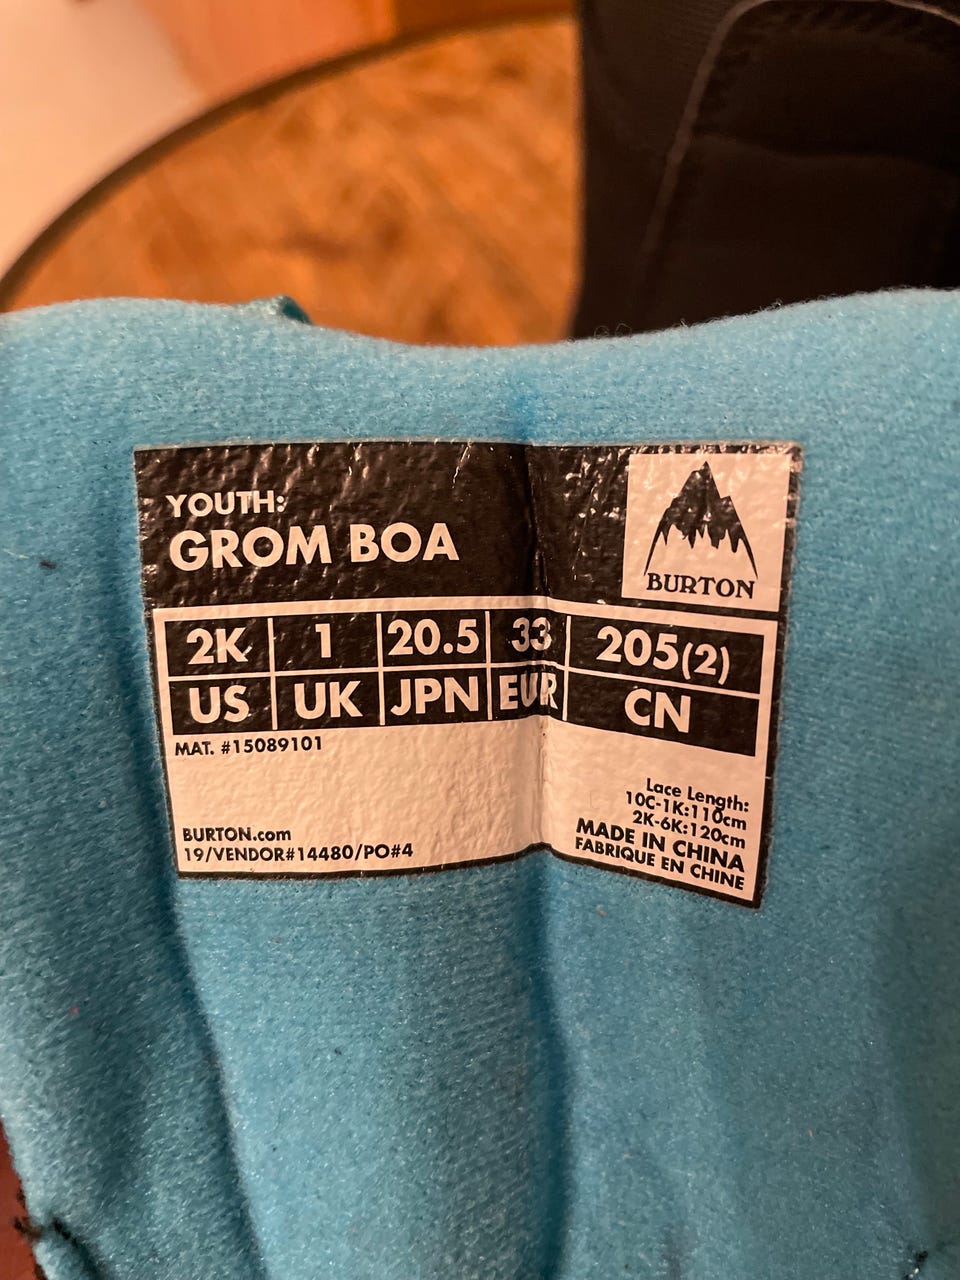 YOUTH:
GROM BOA
BURTON
2K 1 20.5 33 205(2)
US UK JPN EUR CN
MAT. #15089101
Lace Length:
10C-1K:110cm
2K-6K:120cm
BURTON.com
19/VENDOR#14480/PO#4
MADE IN CHINA
FABRIQUE EN CHINE